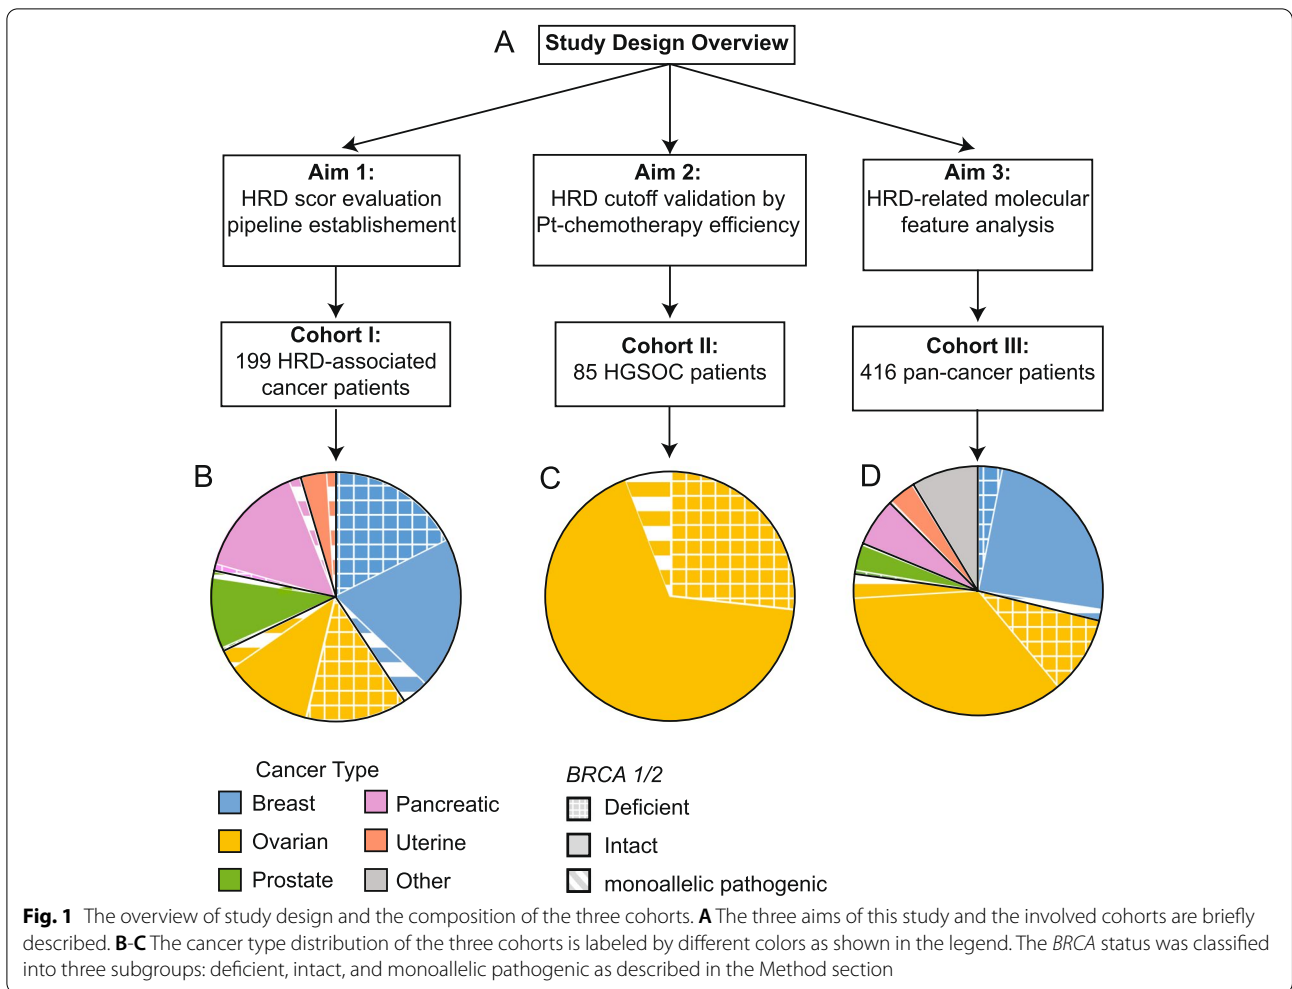 A
Study Design Overview
Aim 1:
HRD scor evaluation
pipeline establishement
Aim 2:
HRD cutoff validation by
Pt-chemotherapy efficiency
Aim 3:
HRD-related molecular
feature analysis
Cohort I:
199 HRD-associated
cancer patients
Cohort II:
85 HGSOC patients
Cohort III:
416 pan-cancer patients
B
C
D
Cancer Type
Breast
Pancreatic
Ovarian
Uterine
Prostate
Other
BRCA 1/2
Deficient
Intact
monoallelic pathogenic
Fig. 1 The overview of study design and the composition of the three cohorts. A The three aims of this study and the involved cohorts are briefly
described. B-C The cancer type distribution of the three cohorts is labeled by different colors as shown in the legend. The BRCA status was classified
into three subgroups: deficient, intact, and monoallelic pathogenic as described in the Method section